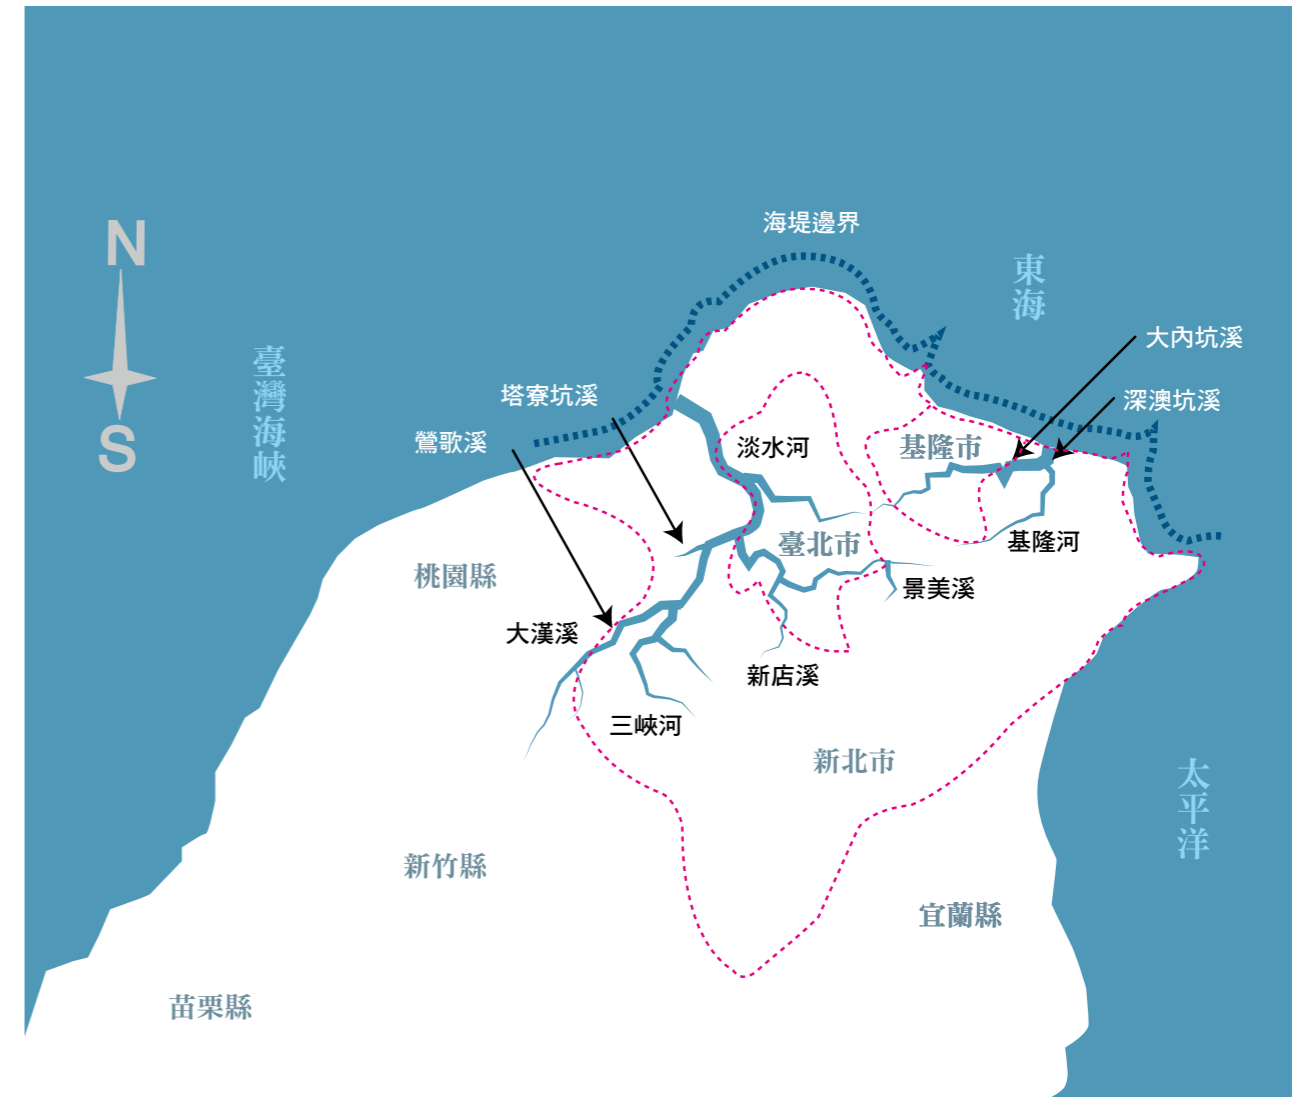 海堤邊界
N
東海
大內坑溪
臺灣海峽
塔寮坑溪
深澳坑溪
鶯歌溪
淡水河
基隆市
S
臺北市
基隆河
桃園縣
景美溪
大漢溪
新店溪
三峽河
新北市
太平洋
新竹縣
宜蘭縣
苗栗縣